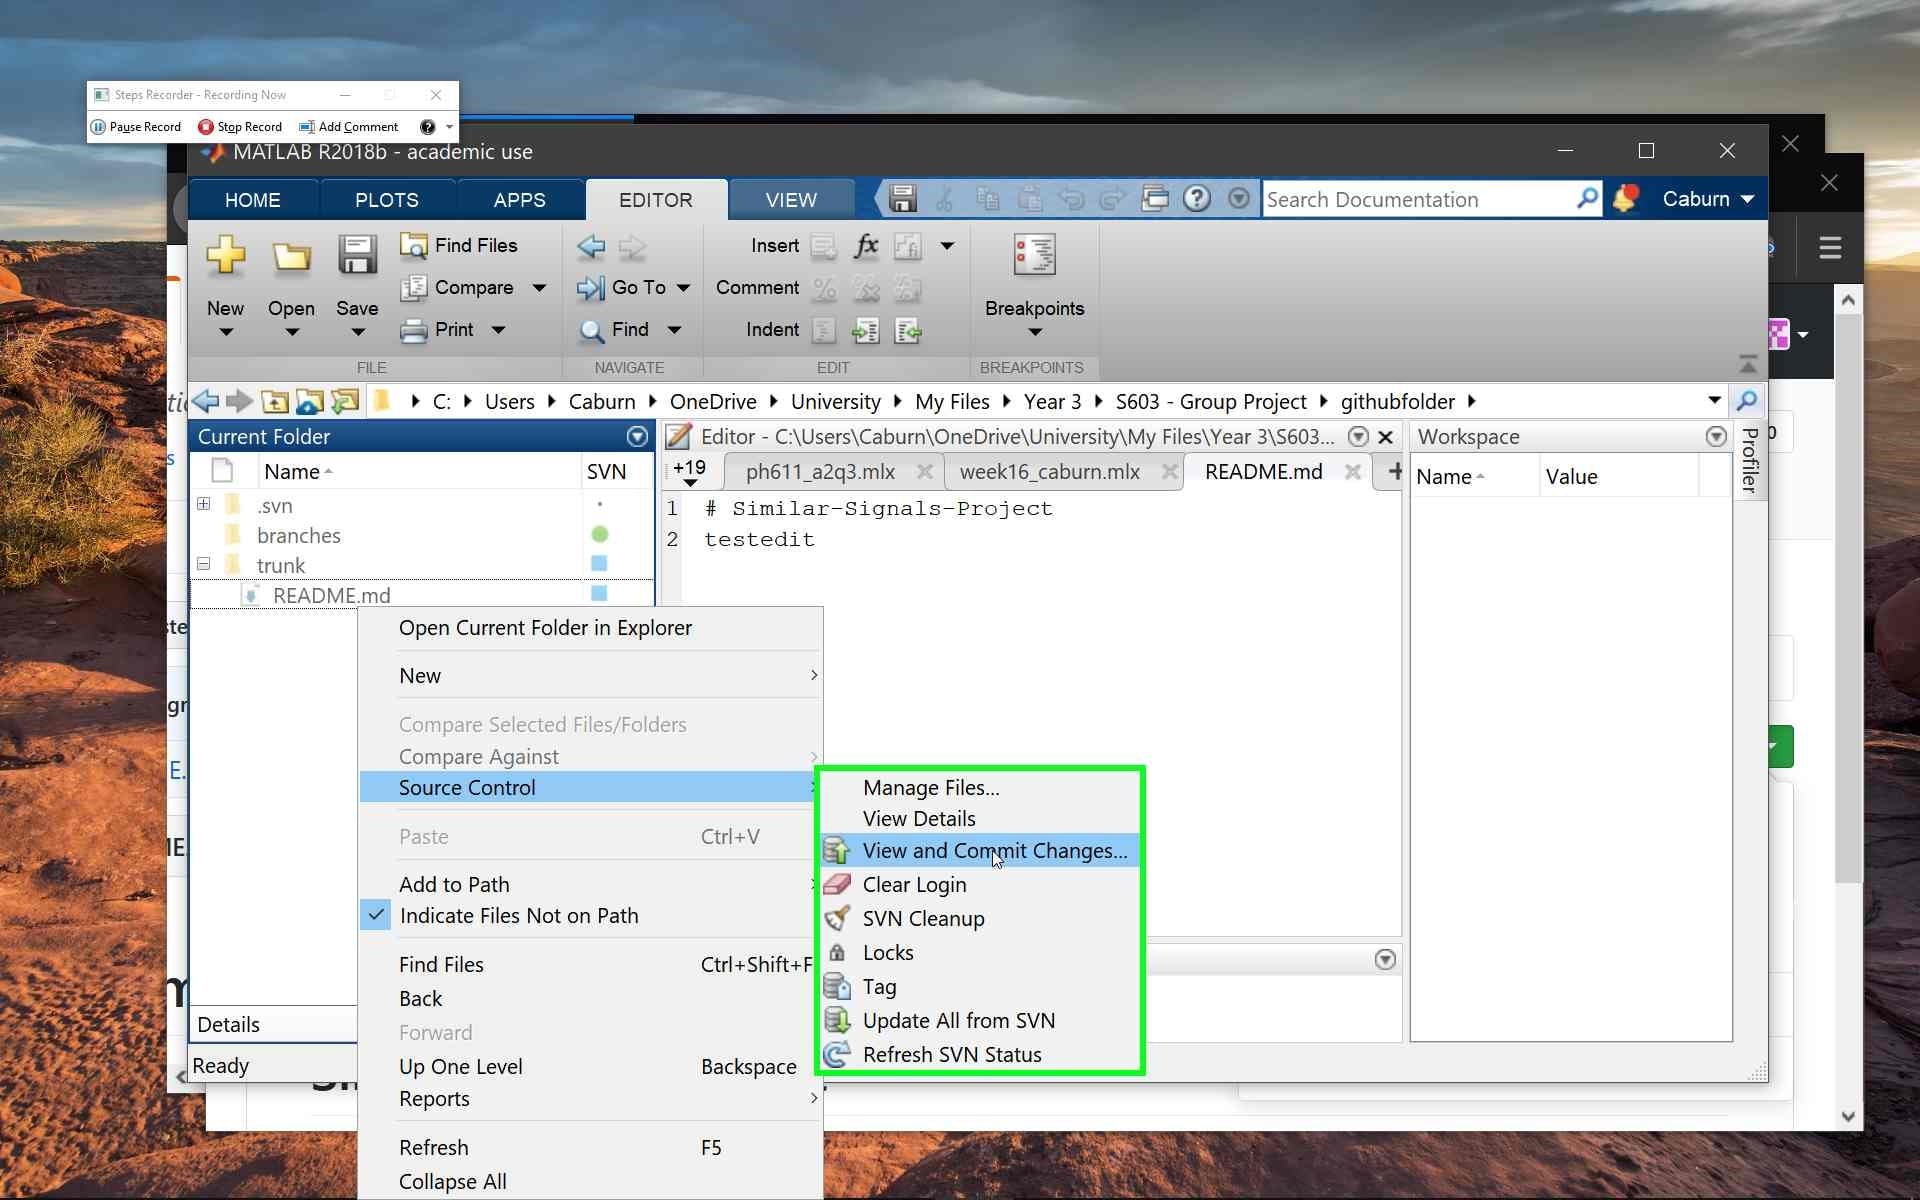 Steps Recorder - Recording Now
Pause Record Stop Record Add Comment
MATLAB R2018b - academic use
HOME PLOTS APPS EDITOR VIEW Search Documentation Caburn
New Open Save Find Files Compare Print
FILE
Go To Find
NAVIGATE
Insert fx
Comment
Indent
EDIT
Breakpoints
BREAKPOINTS
C: Users Caburn OneDrive University My Files Year 3 S603 - Group Project githubfolder
Current Folder
Name SVN
.svn
branches
trunk
README.md
Editor - C:\Users\Caburn\OneDrive\University\My Files\Year 3\S603...
+19 ph611_a2q3.mlx week16_caburn.mlx README.md +
1 # Similar-Signals-Project
2 testedit
Workspace
Name Value
Profiler
Open Current Folder in Explorer
New
Compare Selected Files/Folders
Compare Against
Source Control
Paste Ctrl+V
Add to Path
Indicate Files Not on Path
Find Files Ctrl+Shift+F
Back
Forward
Up One Level Backspace
Reports
Refresh F5
Collapse All
Manage Files...
View Details
View and Commit Changes...
Clear Login
SVN Cleanup
Locks
Tag
Update All from SVN
Refresh SVN Status
Details
Ready